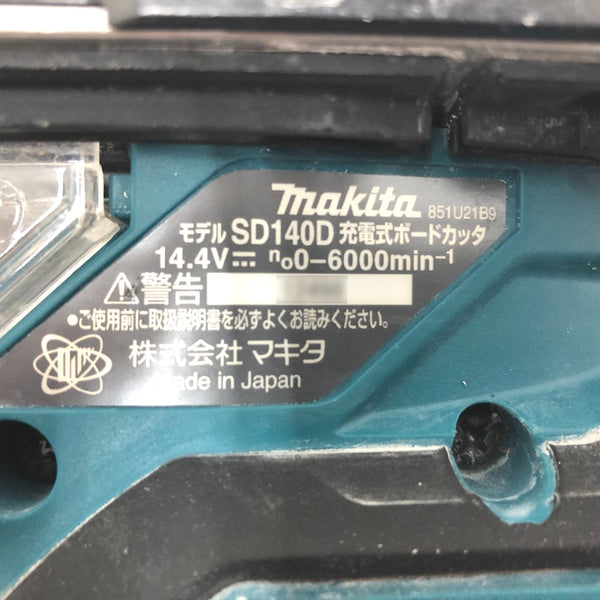 makita 851U21B9
モデル SD140D 充電式ボードカッタ
14.4V⎓ n₀0-6000min⁻¹
⚠警告
●ご使用前に取扱説明書を必ずよくお読みください。
株式会社 マキタ
Made in Japan